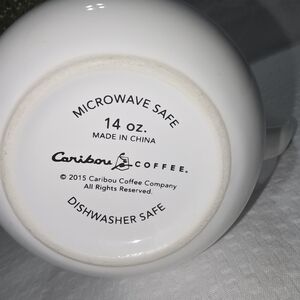 MICROWAVE SAFE
14 oz.
MADE IN CHINA
Caribou COFFEE®
© 2015 Caribou Coffee Company
All Rights Reserved.
DISHWASHER SAFE